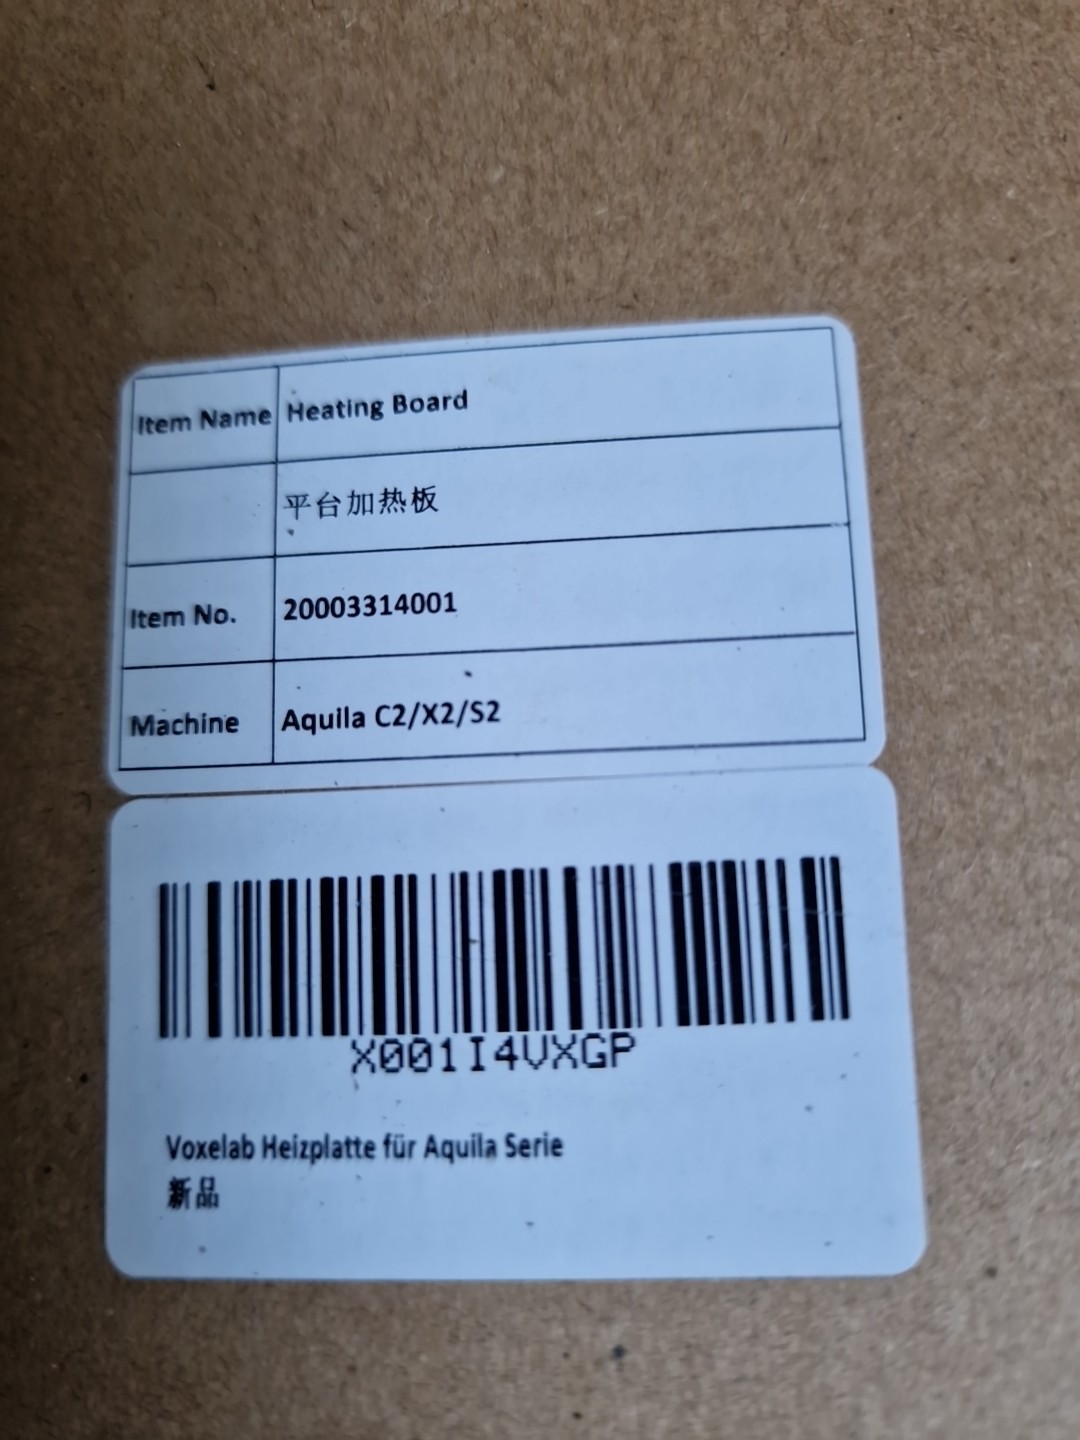 Item Name Heating Board
平台加热板
Item No. 20003314001
Machine Aquila C2/X2/S2
X001I4VXGP
Voxelab Heizplatte für Aquila Serie
新品